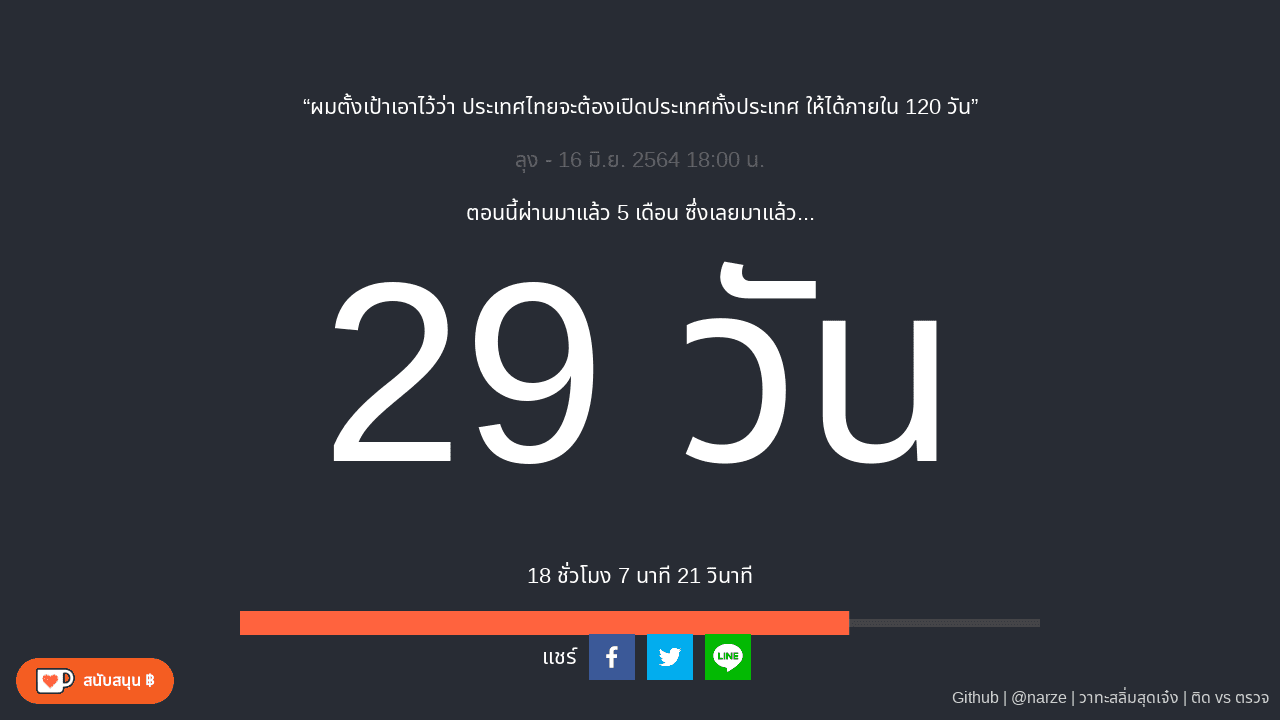 “ผมตั้งเป้าเอาไว้ว่า ประเทศไทยจะต้องเปิดประเทศทั้งประเทศ ให้ได้ภายใน 120 วัน”
ลุง - 16 มิ.ย. 2564 18:00 น.
ตอนนี้ผ่านมาแล้ว 5 เดือน ซึ่งเลยมาแล้ว...
29 วัน
18 ชั่วโมง 7 นาที 21 วินาที
แชร์
LINE
สนับสนุน ฿
Github | @narze | วาทะสลิ่มสุดเจ๋ง | ติด vs ตรวจ